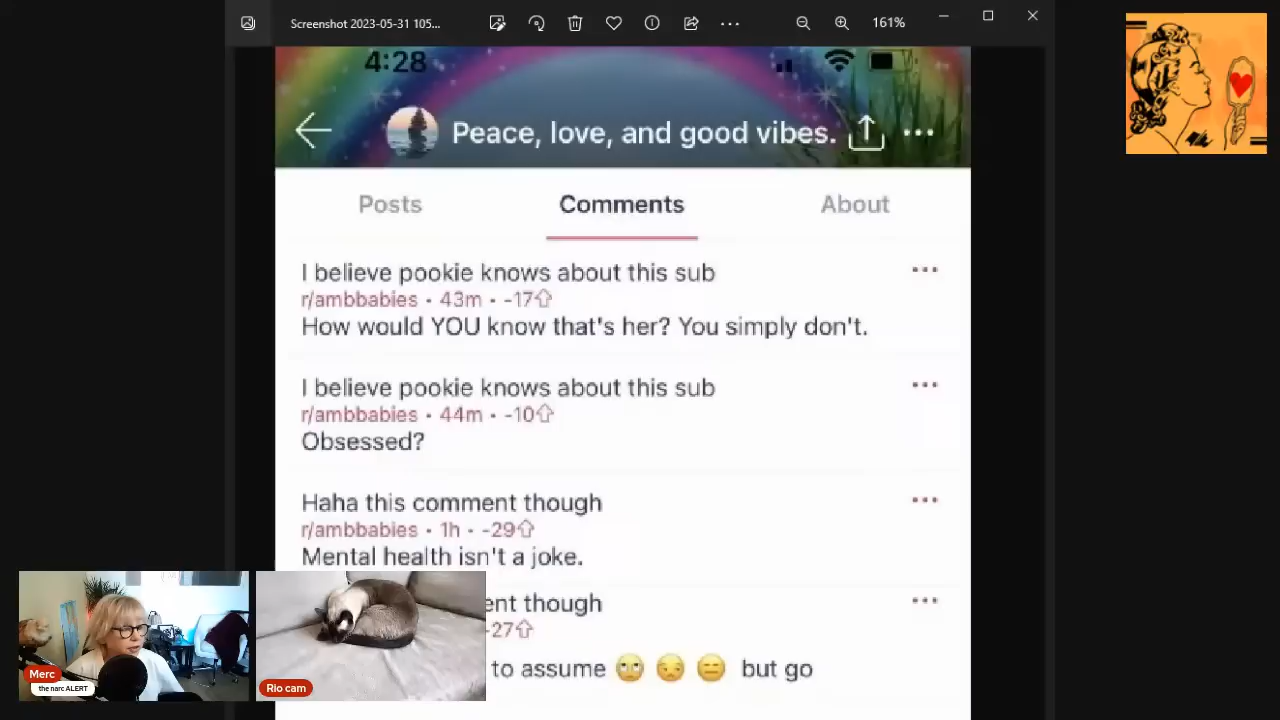 Screenshot 2023-05-31 105...
161%
4:28
Peace, love, and good vibes.
Posts
Comments
About
I believe pookie knows about this sub
r/ambbabies · 43m · -17
How would YOU know that's her? You simply don't.
I believe pookie knows about this sub
r/ambbabies · 44m · -10
Obsessed?
Haha this comment though
r/ambbabies · 1h · -29
Mental health isn't a joke.
ent though
-27
to assume 🙄 😒 😑 but go
Merc
the narc ALERT
Rio cam